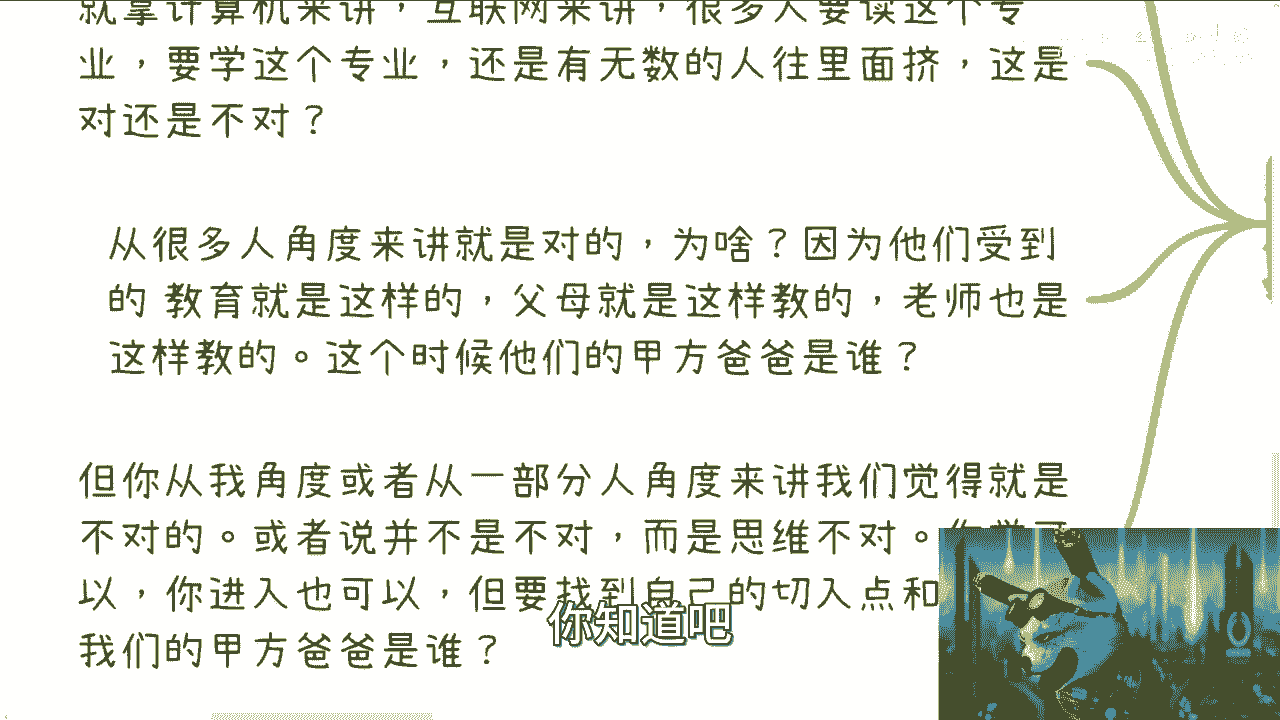 就拿计算机来讲，互联网来讲，很多人要读这个专
业，要学这个专业，还是有无数的人往里面挤，这是
对还是不对？
从很多人角度来讲就是对的，为啥？因为他们受到
的 教育就是这样的，父母就是这样教的，老师也是
这样教的。这个时候他们的甲方爸爸是谁？
但你从我角度或者从一部分人角度来讲我们觉得就是
不对的。或者说并不是不对，而是思维不对。你学可
以，你进入也可以，但要找到自己的切入点和
我们的甲方爸爸是谁？
你知道吧